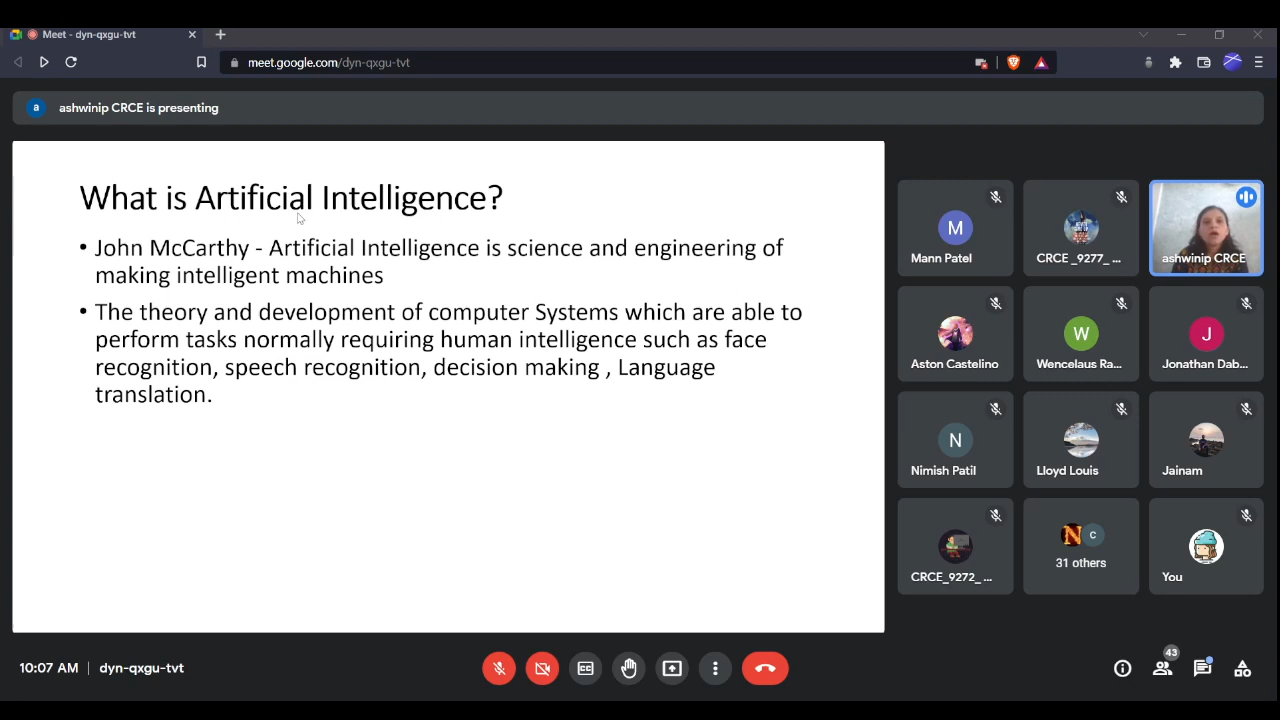 Meet - dyn-qxgu-tvt
meet.google.com/dyn-qxgu-tvt
a
ashwinip CRCE is presenting
What is Artificial Intelligence?
• John McCarthy - Artificial Intelligence is science and engineering of
making intelligent machines
• The theory and development of computer Systems which are able to
perform tasks normally requiring human intelligence such as face
recognition, speech recognition, decision making , Language
translation.
M
Mann Patel
CRCE _9277_ ...
ashwinip CRCE
Aston Castelino
W
Wencelaus Ra...
J
Jonathan Dab...
N
Nimish Patil
Lloyd Louis
Jainam
CRCE_9272_ ...
N
C
31 others
You
10:07 AM | dyn-qxgu-tvt
CC
43